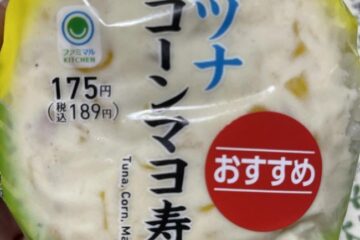 ファミマル
KITCHEN
175円
(税込189円)
ツナ
コーンマヨ寿
Tuna. Corn. Ma
おすすめ